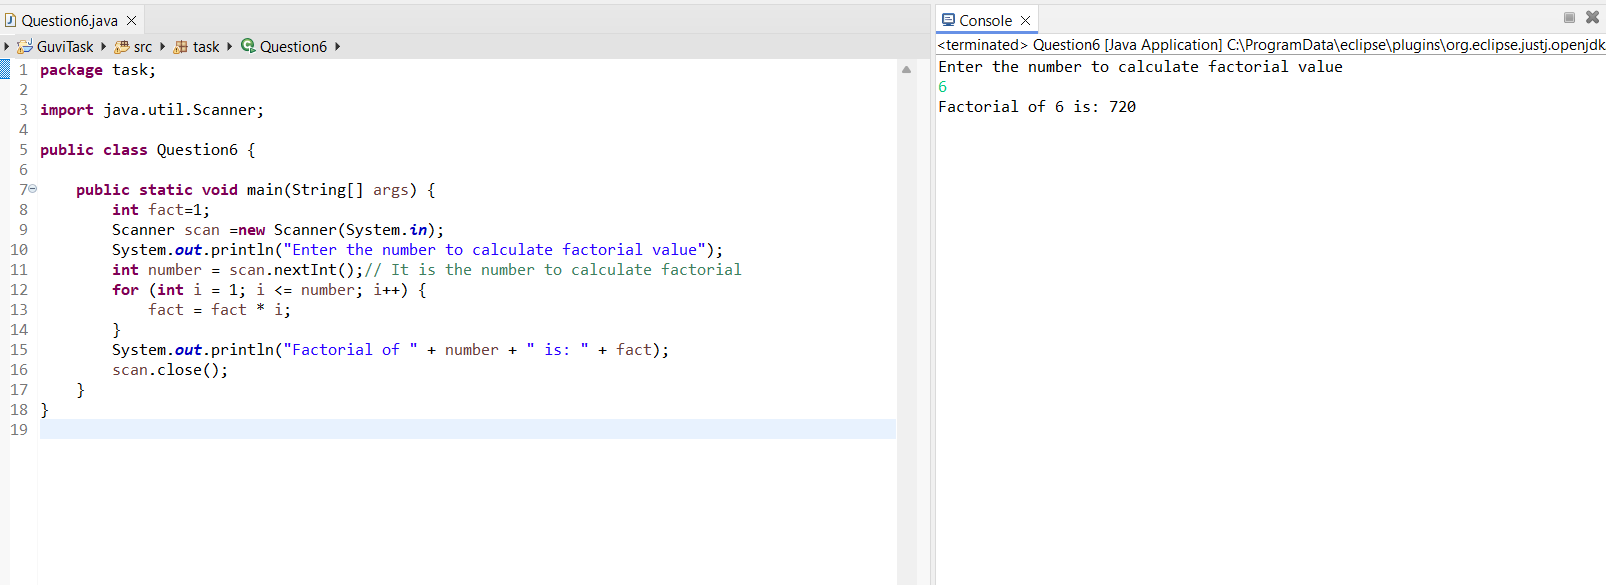 Question6.java
GuviTask src task Question6
1 package task;
2
3 import java.util.Scanner;
4
5 public class Question6 {
6
7     public static void main(String[] args) {
8         int fact=1;
9         Scanner scan =new Scanner(System.in);
10         System.out.println("Enter the number to calculate factorial value");
11         int number = scan.nextInt();// It is the number to calculate factorial
12         for (int i = 1; i <= number; i++) {
13             fact = fact * i;
14         }
15         System.out.println("Factorial of " + number + " is: " + fact);
16         scan.close();
17     }
18 }
19
Console
<terminated> Question6 [Java Application] C:\ProgramData\eclipse\plugins\org.eclipse.justj.openjdk
Enter the number to calculate factorial value
6
Factorial of 6 is: 720